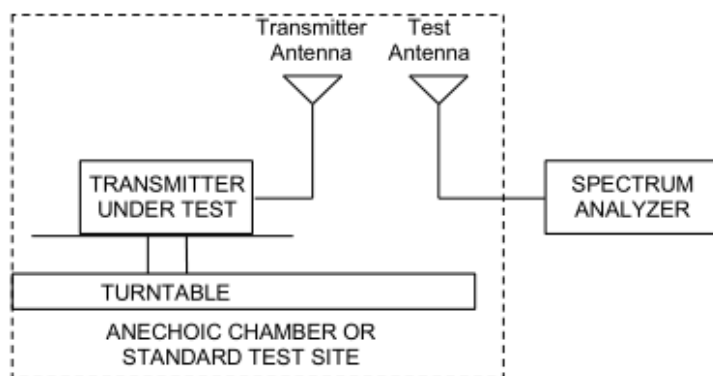 Transmitter
Antenna
Test
Antenna
TRANSMITTER
UNDER TEST
SPECTRUM
ANALYZER
TURNTABLE
ANECHOIC CHAMBER OR
STANDARD TEST SITE